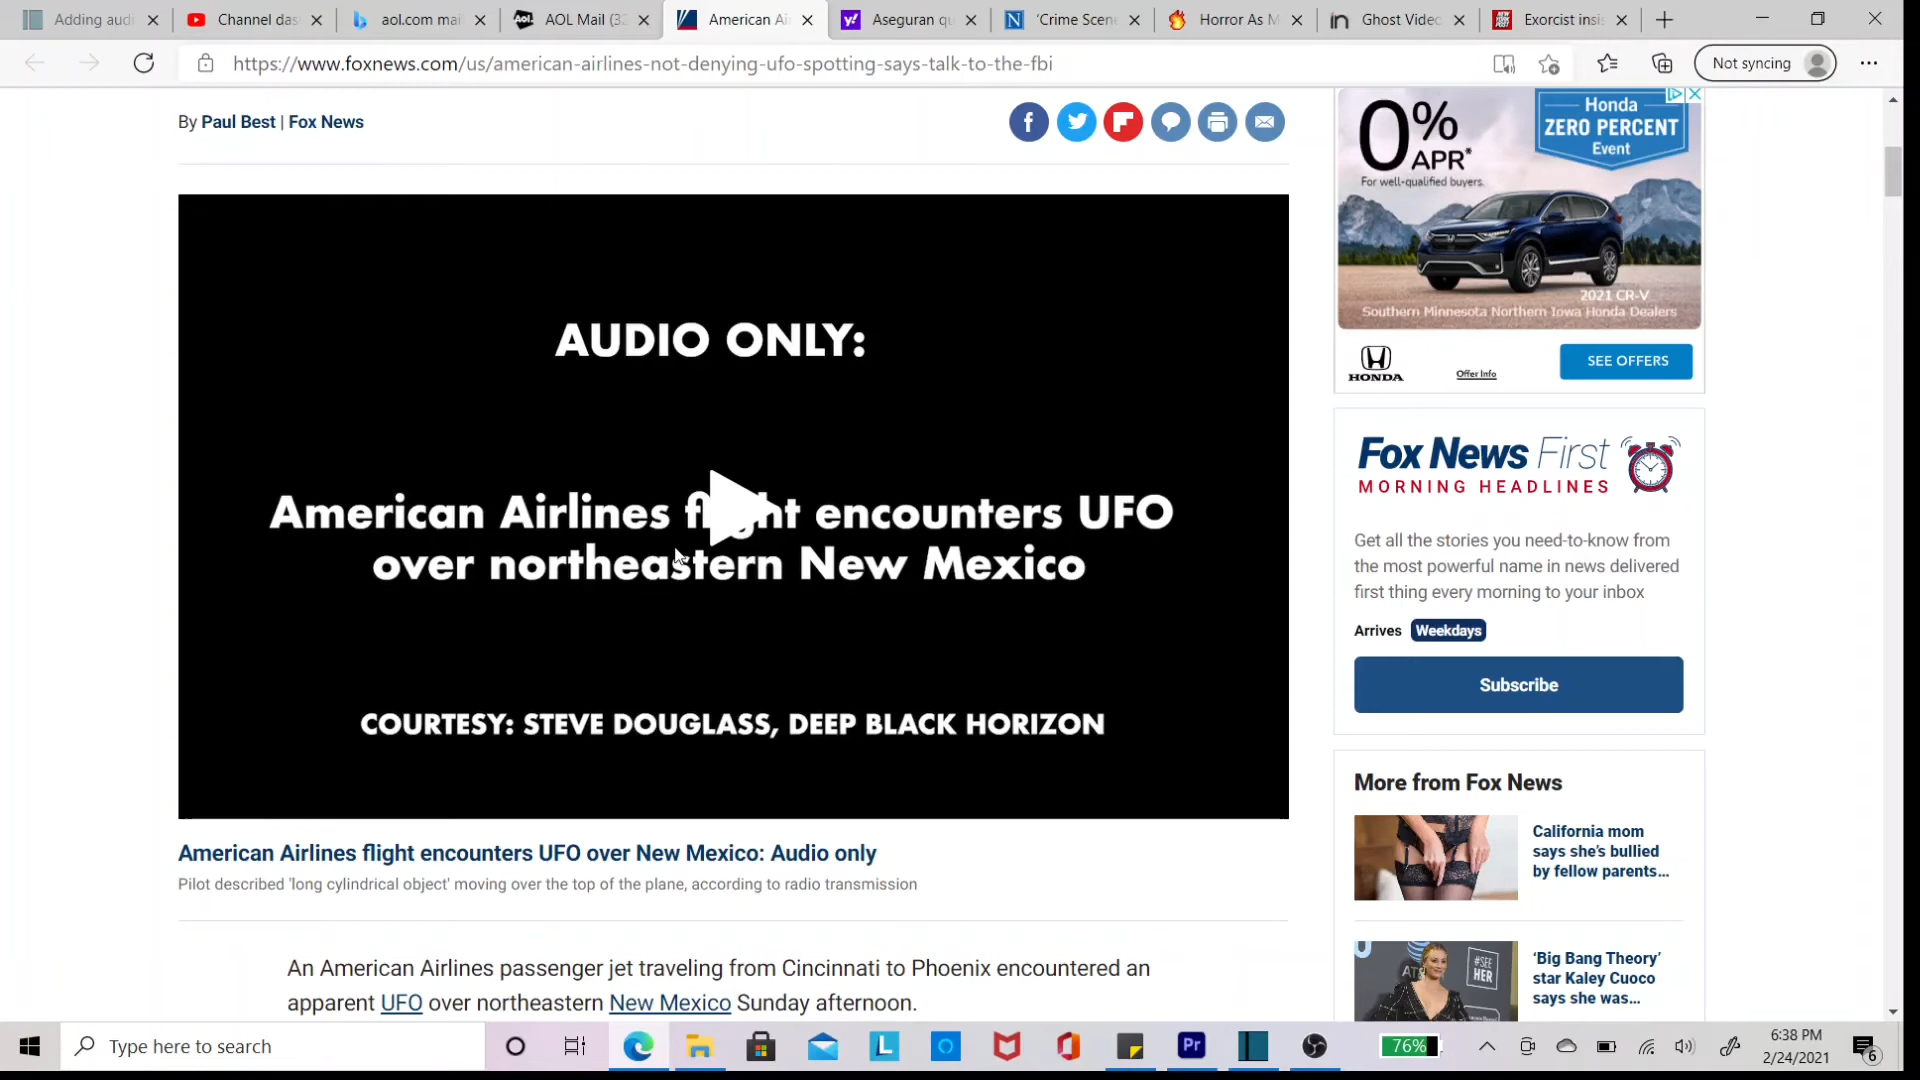 Adding audi
Channel das
aol.com mai
AOL Mail (32
American Ai
Aseguran qu
'Crime Scene
Horror As M
Ghost Video
Exorcist insi
https://www.foxnews.com/us/american-airlines-not-denying-ufo-spotting-says-talk-to-the-fbi
Not syncing
By Paul Best | Fox News
AUDIO ONLY:
American Airlines flight encounters UFO
over northeastern New Mexico
COURTESY: STEVE DOUGLASS, DEEP BLACK HORIZON
American Airlines flight encounters UFO over New Mexico: Audio only
Pilot described 'long cylindrical object' moving over the top of the plane, according to radio transmission
An American Airlines passenger jet traveling from Cincinnati to Phoenix encountered an
apparent UFO over northeastern New Mexico Sunday afternoon.
0%
APR*
For well-qualified buyers.
Honda
ZERO PERCENT
Event
2021 CR-V
Southern Minnesota Northern Iowa Honda Dealers
HONDA
Offer Info
SEE OFFERS
Fox News First
MORNING HEADLINES
Get all the stories you need-to-know from
the most powerful name in news delivered
first thing every morning to your inbox
Arrives Weekdays
Subscribe
More from Fox News
California mom
says she's bullied
by fellow parents...
#SEE
HER
'Big Bang Theory'
star Kaley Cuoco
says she was...
Type here to search
76%
6:38 PM
2/24/2021
6